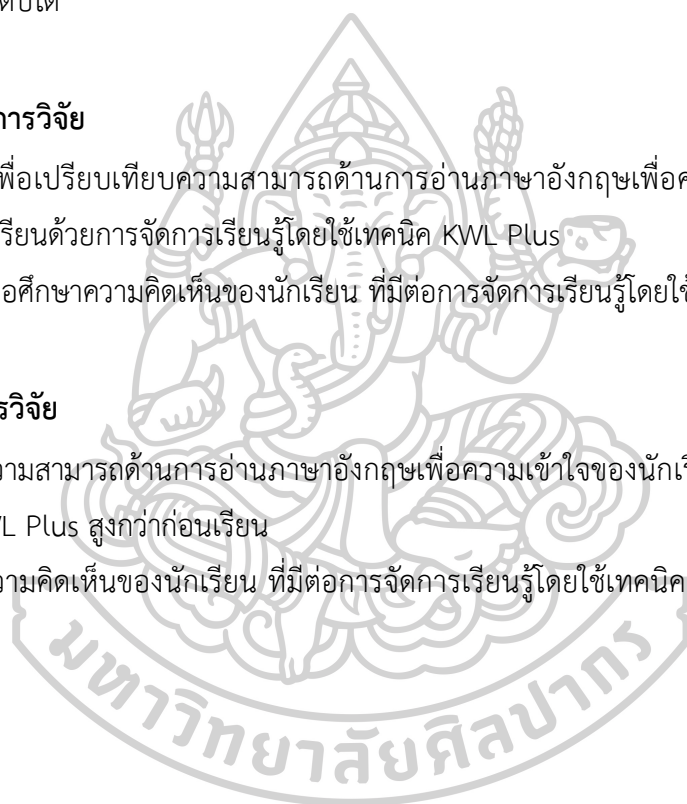 การวิจัย
พื่อเปรียบเทียบความสามารถด้านการอ่านภาษาอังกฤษเพื่อค
เรียนด้วยการจัดการเรียนรู้โดยใช้เทคนิค KWL Plus
อศึกษาความคิดเห็นของนักเรียน ที่มีต่อการจัดการเรียนรู้โดยใช้
รวิจัย
วามสามารถด้านการอ่านภาษาอังกฤษเพื่อความเข้าใจของนักเรี
WL Plus สูงกว่าก่อนเรียน
วามคิดเห็นของนักเรียน ที่มีต่อการจัดการเรียนรู้โดยใช้เทคนิค
มหาวิทยาลัยศิลปากร